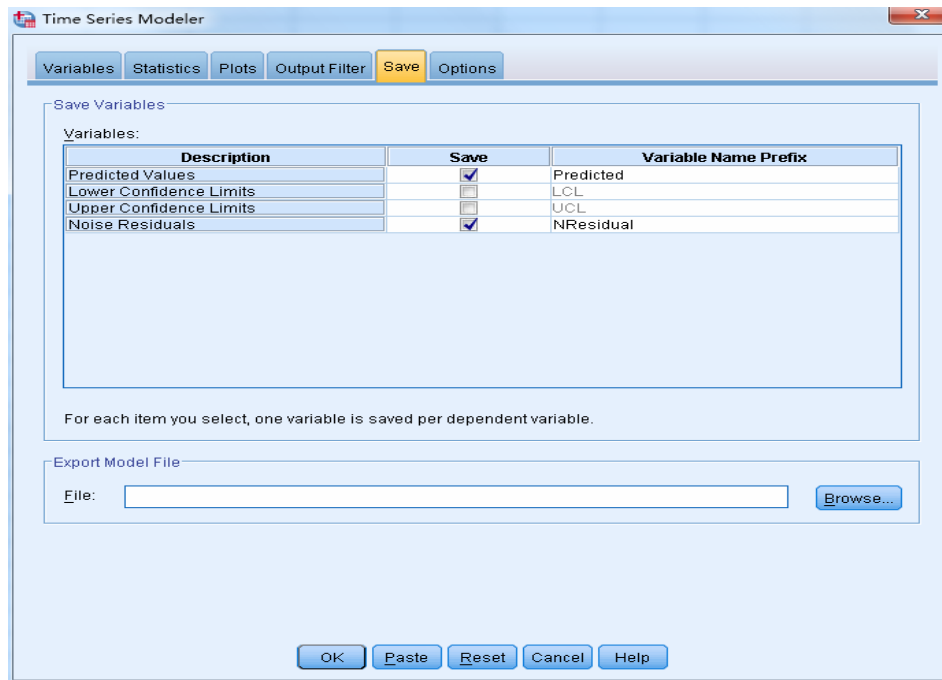 Time Series Modeler
Variables Statistics Plots Output Filter Save Options
Save Variables
Variables:
Description Save Variable Name Prefix
Predicted Values Predicted
Lower Confidence Limits LCL
Upper Confidence Limits UCL
Noise Residuals NResidual
For each item you select, one variable is saved per dependent variable.
Export Model File
File: Browse...
OK Paste Reset Cancel Help